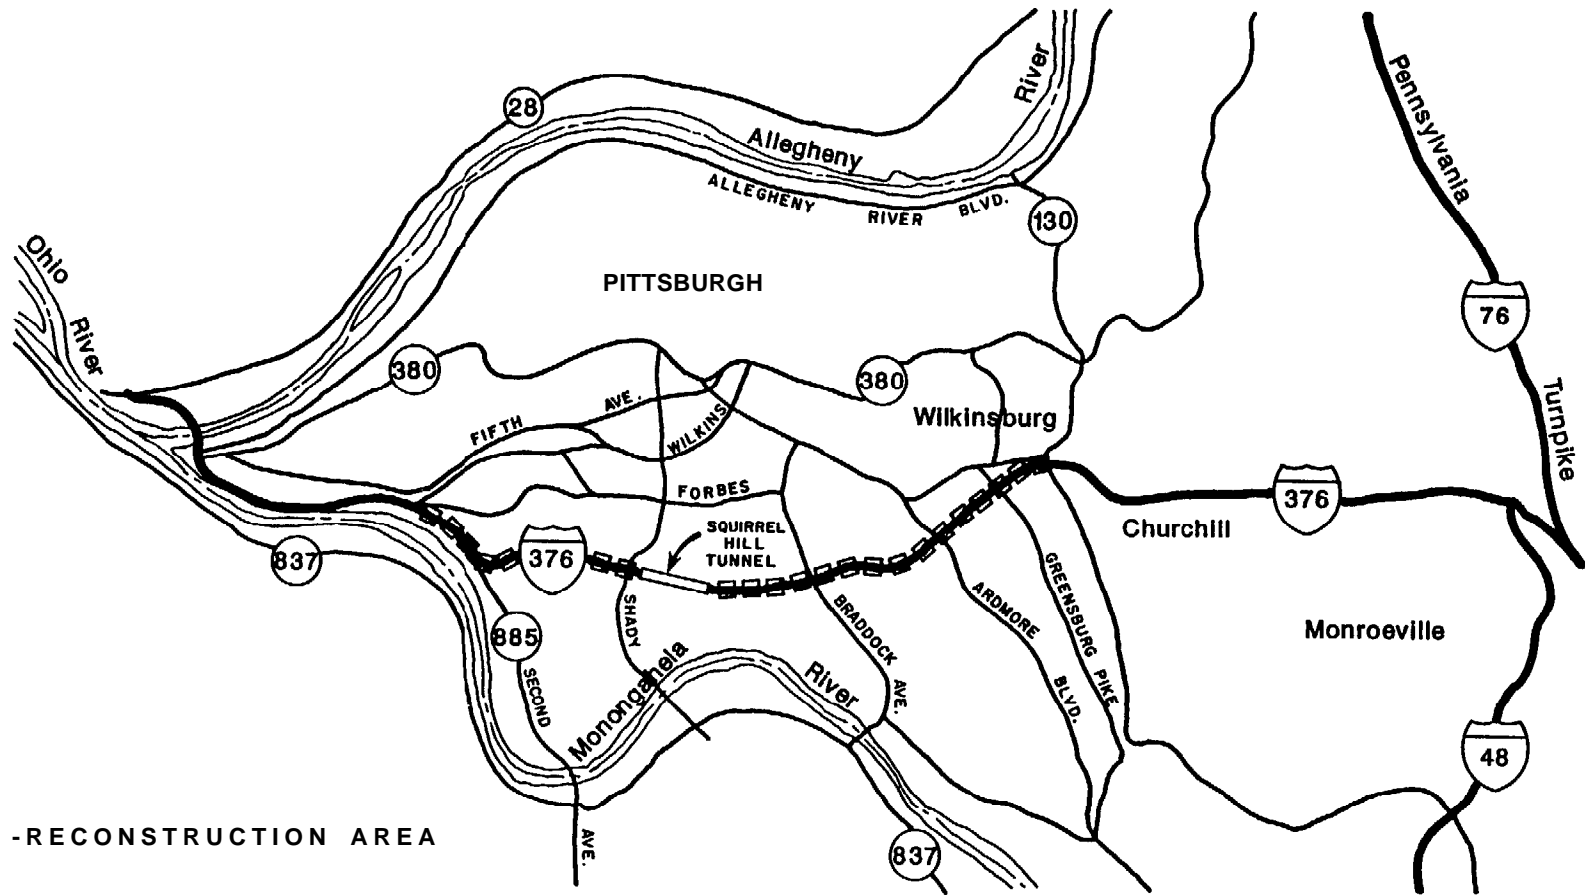 28
Allegheny
River
ALLEGHENY RIVER BLVD.
130
Pennsylvania
Turnpike
76
Ohio
River
PITTSBURGH
380
380
FIFTH AVE.
WILKINS
Wilkinsburg
FORBES
SQUIRREL
HILL
TUNNEL
376
376
Churchill
837
885
SECOND
AVE.
SHADY
Monongahela
River
BRADDOCK
AVE.
ARDMORE
BLVD.
GREENSBURG PIKE
Monroeville
48
837
-RECONSTRUCTION AREA